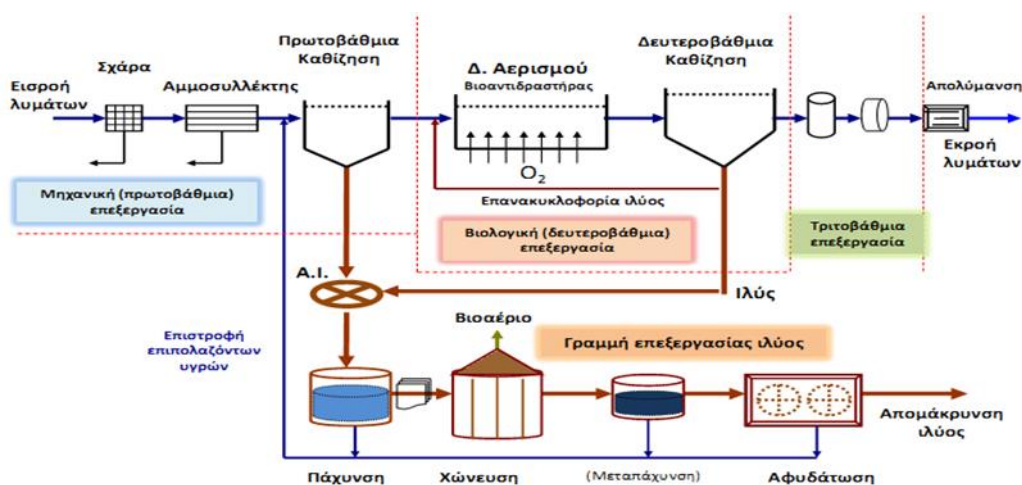 Εισροή
λυμάτων
Σχάρα
Αμμοσυλλέκτης
Πρωτοβάθμια
Καθίζηση
Δ. Αερισμού
Βιοαντιδραστήρας
O2
Δευτεροβάθμια
Καθίζηση
Απολύμανση
Εκροή
λυμάτων
Μηχανική (πρωτοβάθμια)
επεξεργασία
Επανακυκλοφορία ιλύος
Βιολογική (δευτεροβάθμια)
επεξεργασία
Τριτοβάθμια
επεξεργασία
Α.Ι.
Ιλύς
Επιστροφή
επιπολαζόντων
υγρών
Βιοαέριο
Γραμμή επεξεργασίας ιλύος
Απομάκρυνση
ιλύος
Πάχυνση
Χώνευση
(Μεταπάχυνση)
Αφυδάτωση